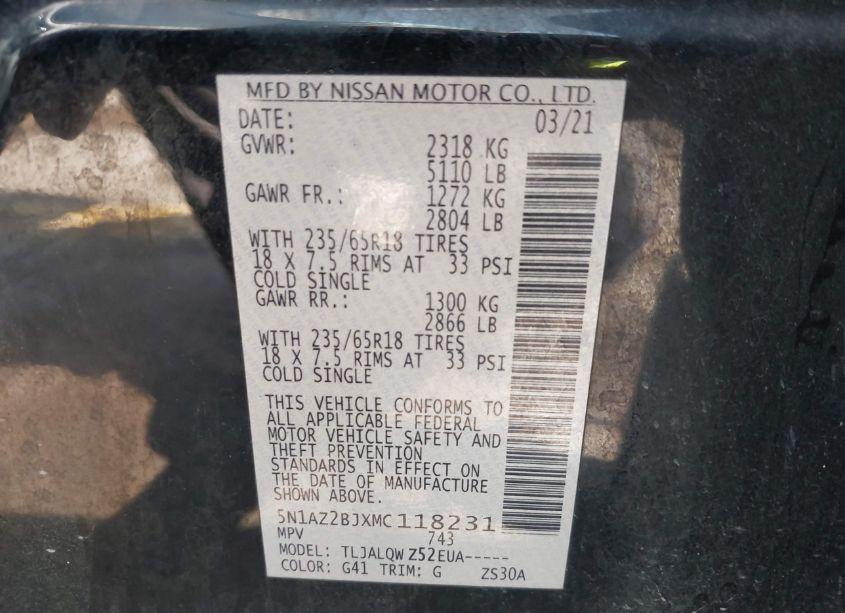 MFD BY NISSAN MOTOR CO., LTD.
DATE: 03/21
GVWR: 2318 KG
5110 LB
GAWR FR.: 1272 KG
2804 LB
WITH 235/65R18 TIRES
18 X 7.5 RIMS AT 33 PSI
COLD SINGLE
GAWR RR.: 1300 KG
2866 LB
WITH 235/65R18 TIRES
18 X 7.5 RIMS AT 33 PSI
COLD SINGLE
THIS VEHICLE CONFORMS TO
ALL APPLICABLE FEDERAL
MOTOR VEHICLE SAFETY AND
THEFT PREVENTION
STANDARDS IN EFFECT ON
THE DATE OF MANUFACTURE
SHOWN ABOVE.
5N1AZ2BJXMC118231
MPV 743
MODEL: TLJALQW Z52EUA-----
COLOR: G41 TRIM: G ZS30A